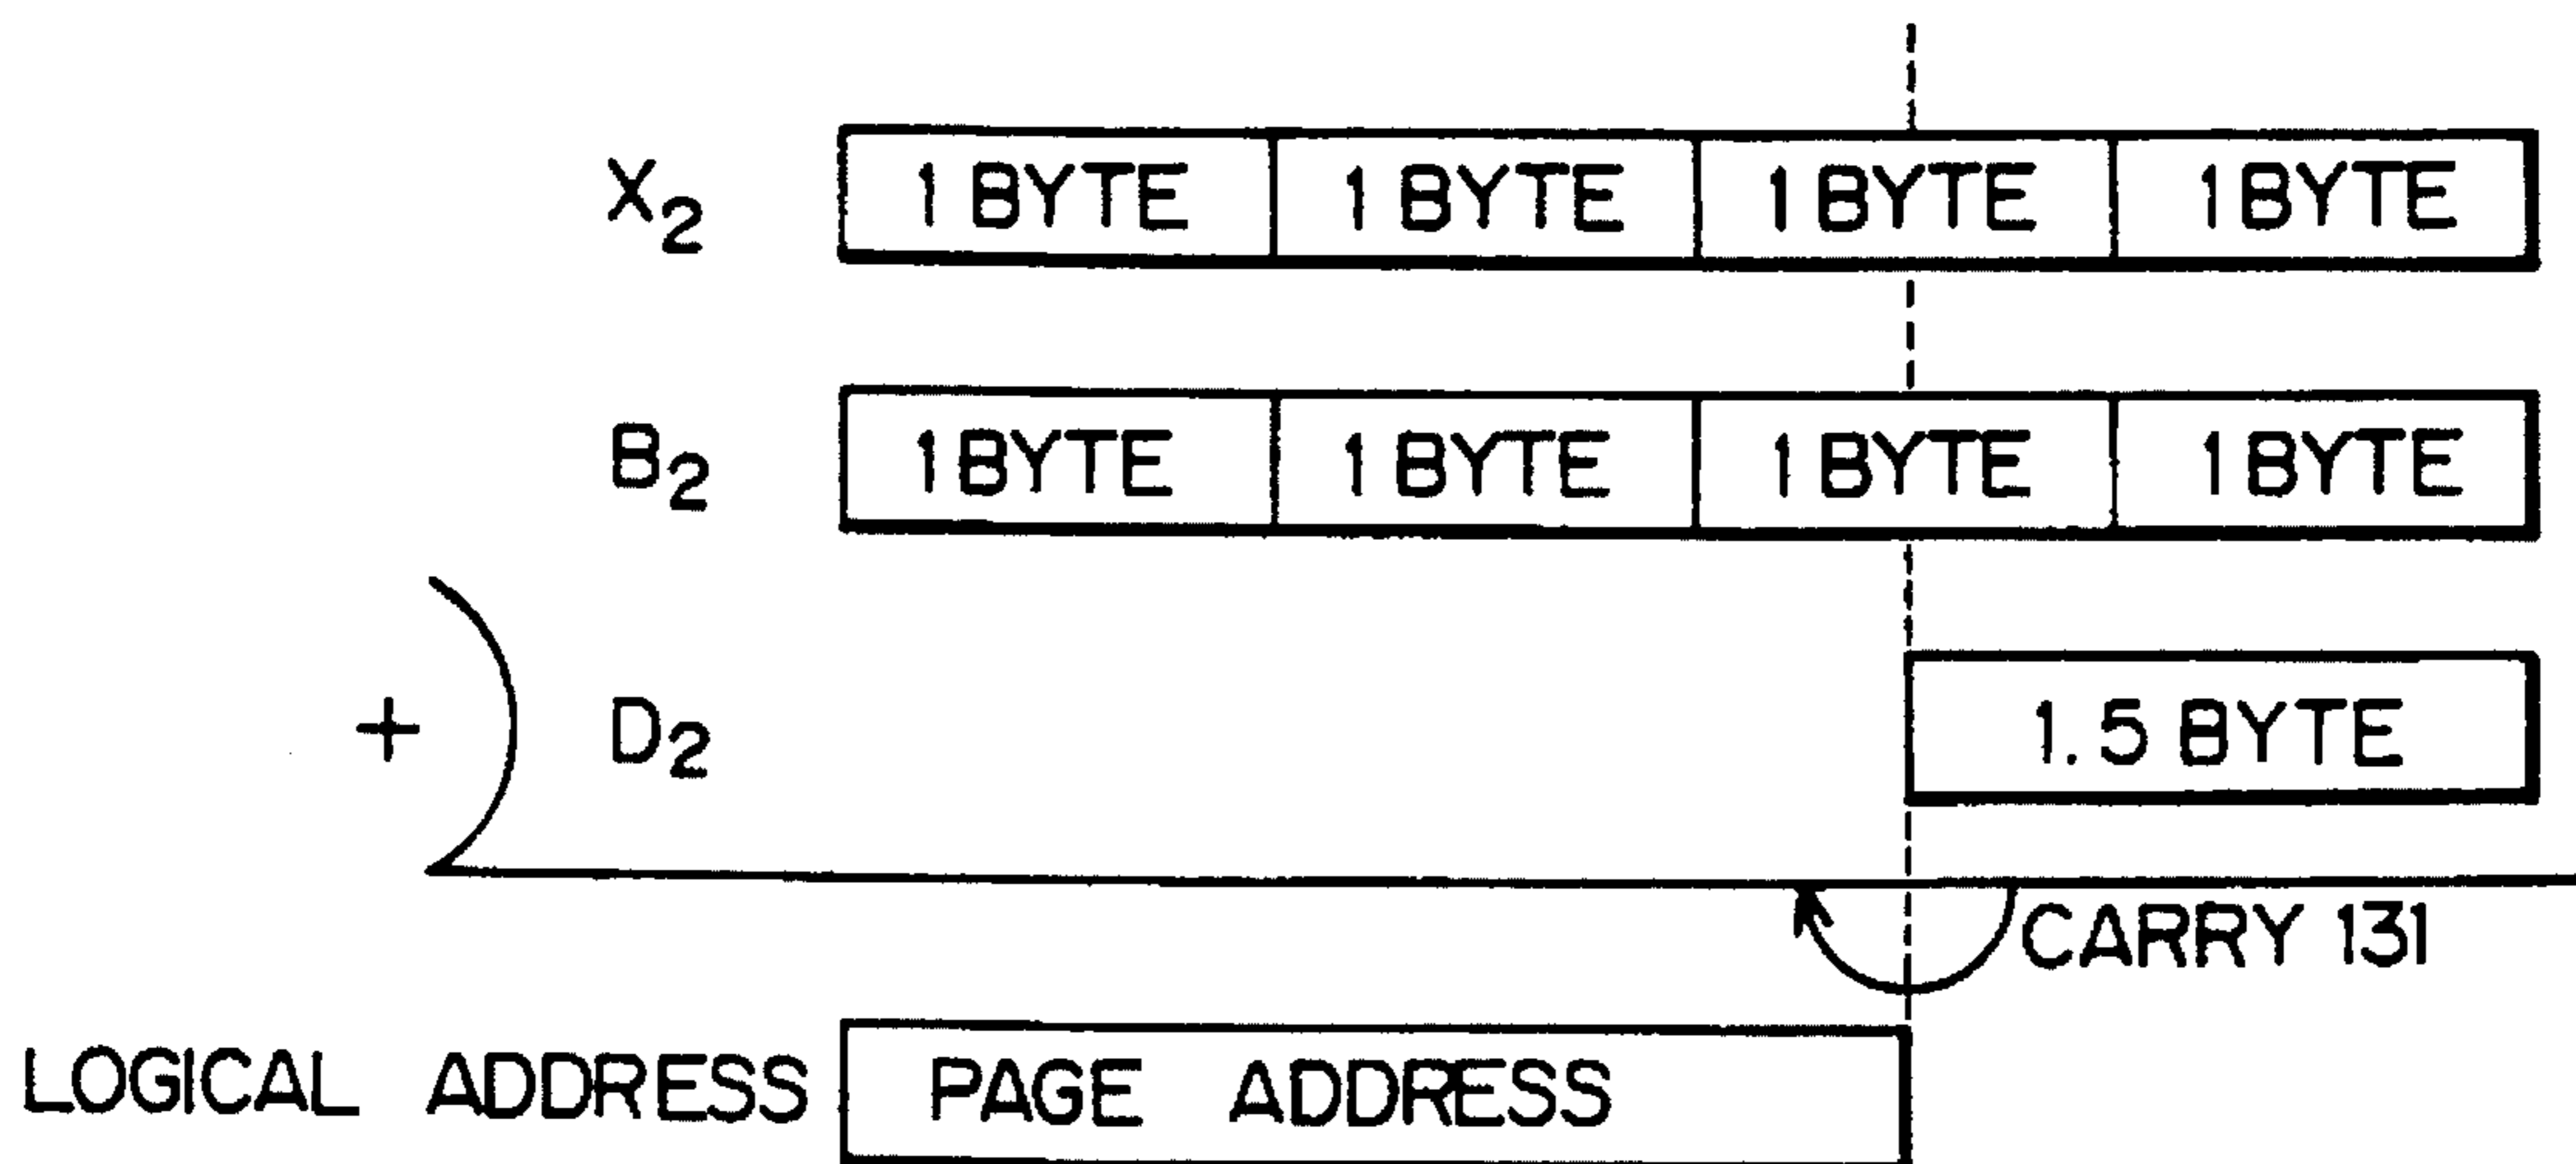 X₂ 1 BYTE 1 BYTE 1 BYTE 1 BYTE
B₂ 1 BYTE 1 BYTE 1 BYTE 1 BYTE
+ D₂ 1.5 BYTE
CARRY 131
LOGICAL ADDRESS PAGE ADDRESS